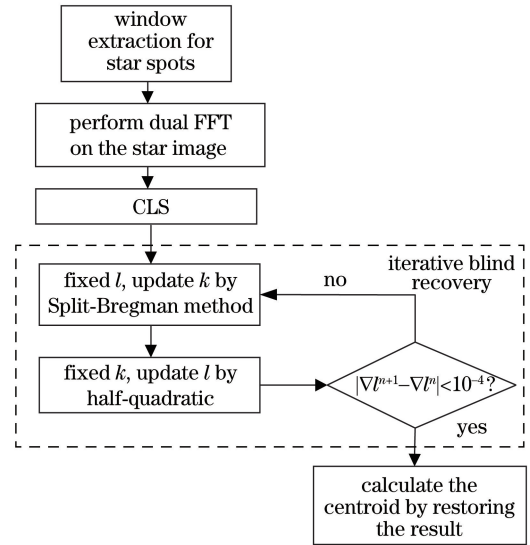 window
extraction for
star spots
perform dual FFT
on the star image
CLS
iterative blind
recovery
fixed l, update k by
Split-Bregman method
no
fixed k, update l by
half-quadratic
|∇lⁿ⁺¹−∇lⁿ|<10⁻⁴?
yes
calculate the
centroid by restoring
the result